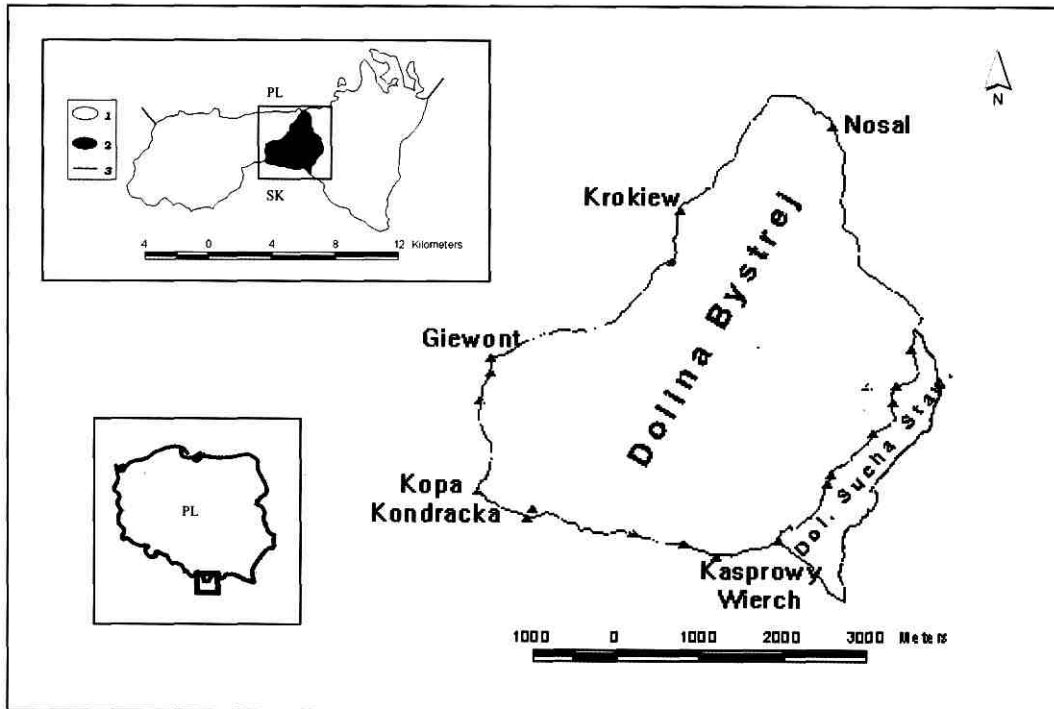 PL
1
2
3
SK
4 0 4 8 12 Kilometers
N
Nosal
Krokiew
Dolina Bystrej
Giewont
Dol. Sucha Staw.
Kopa
Kondracka
PL
Kasprowy
Wierch
1000 0 1000 2000 3000 Meters